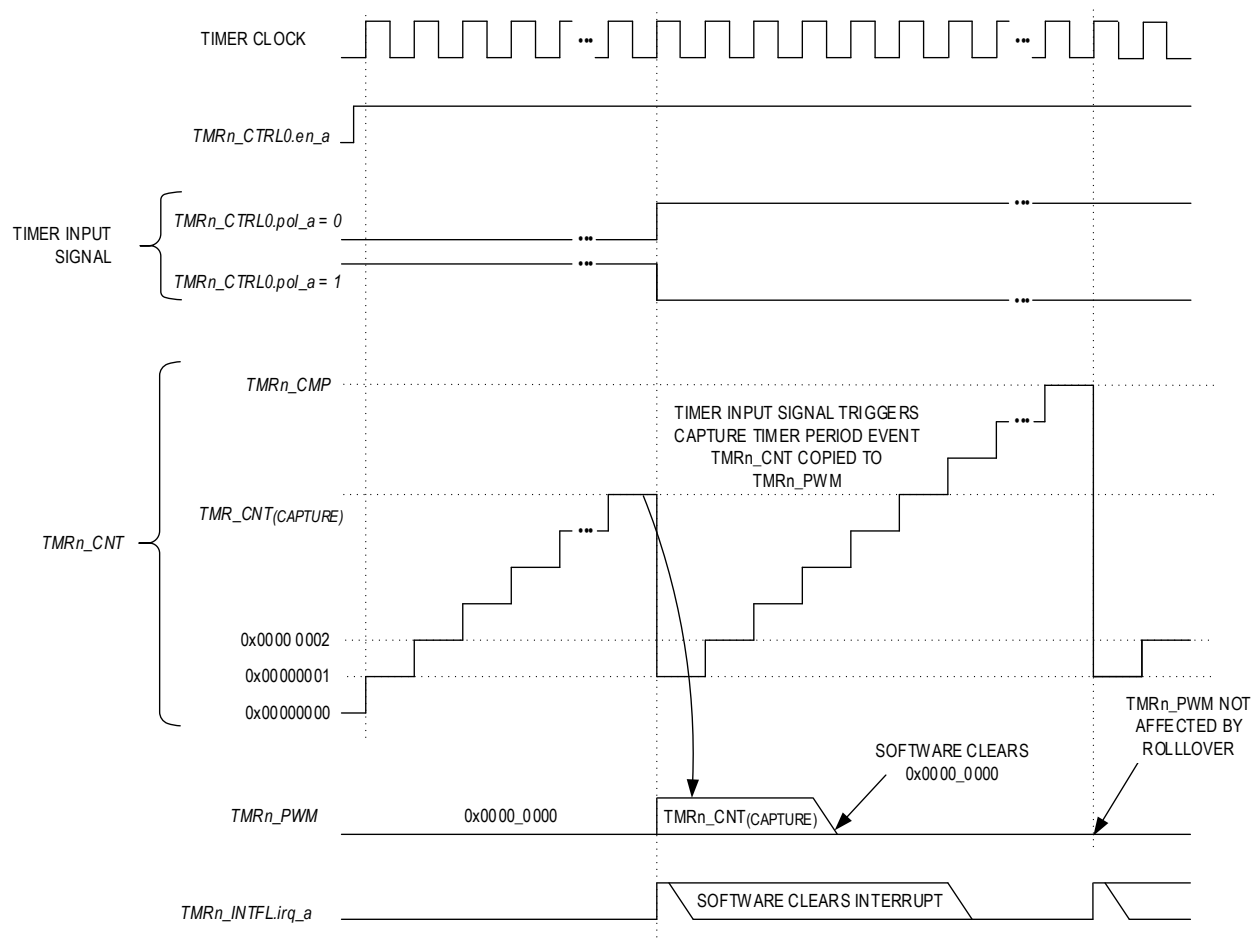 TIMER CLOCK
TMRn_CTRL0.en_a
TIMER INPUT
SIGNAL
TMRn_CTRL0.pol_a = 0
TMRn_CTRL0.pol_a = 1
TMRn_CMP
TIMER INPUT SIGNAL TRIGGERS
CAPTURE TIMER PERIOD EVENT
TMRn_CNT COPIED TO
TMRn_PWM
TMR_CNT(CAPTURE)
TMRn_CNT
0x0000 0002
0x00000001
0x00000000
TMRn_PWM NOT
AFFECTED BY
ROLLLOVER
SOFTWARE CLEARS
0x0000_0000
TMRn_PWM
0x0000_0000
TMRn_CNT(CAPTURE)
TMRn_INTFL.irq_a
SOFTWARE CLEARS INTERRUPT